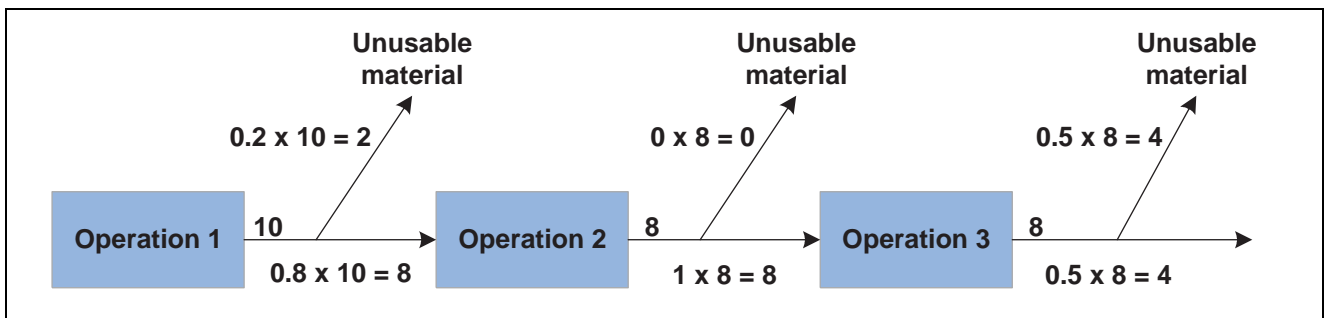 Unusable
material
Unusable
material
Unusable
material
0.2 x 10 = 2
0 x 8 = 0
0.5 x 8 = 4
Operation 1
10
Operation 2
8
Operation 3
8
0.8 x 10 = 8
1 x 8 = 8
0.5 x 8 = 4